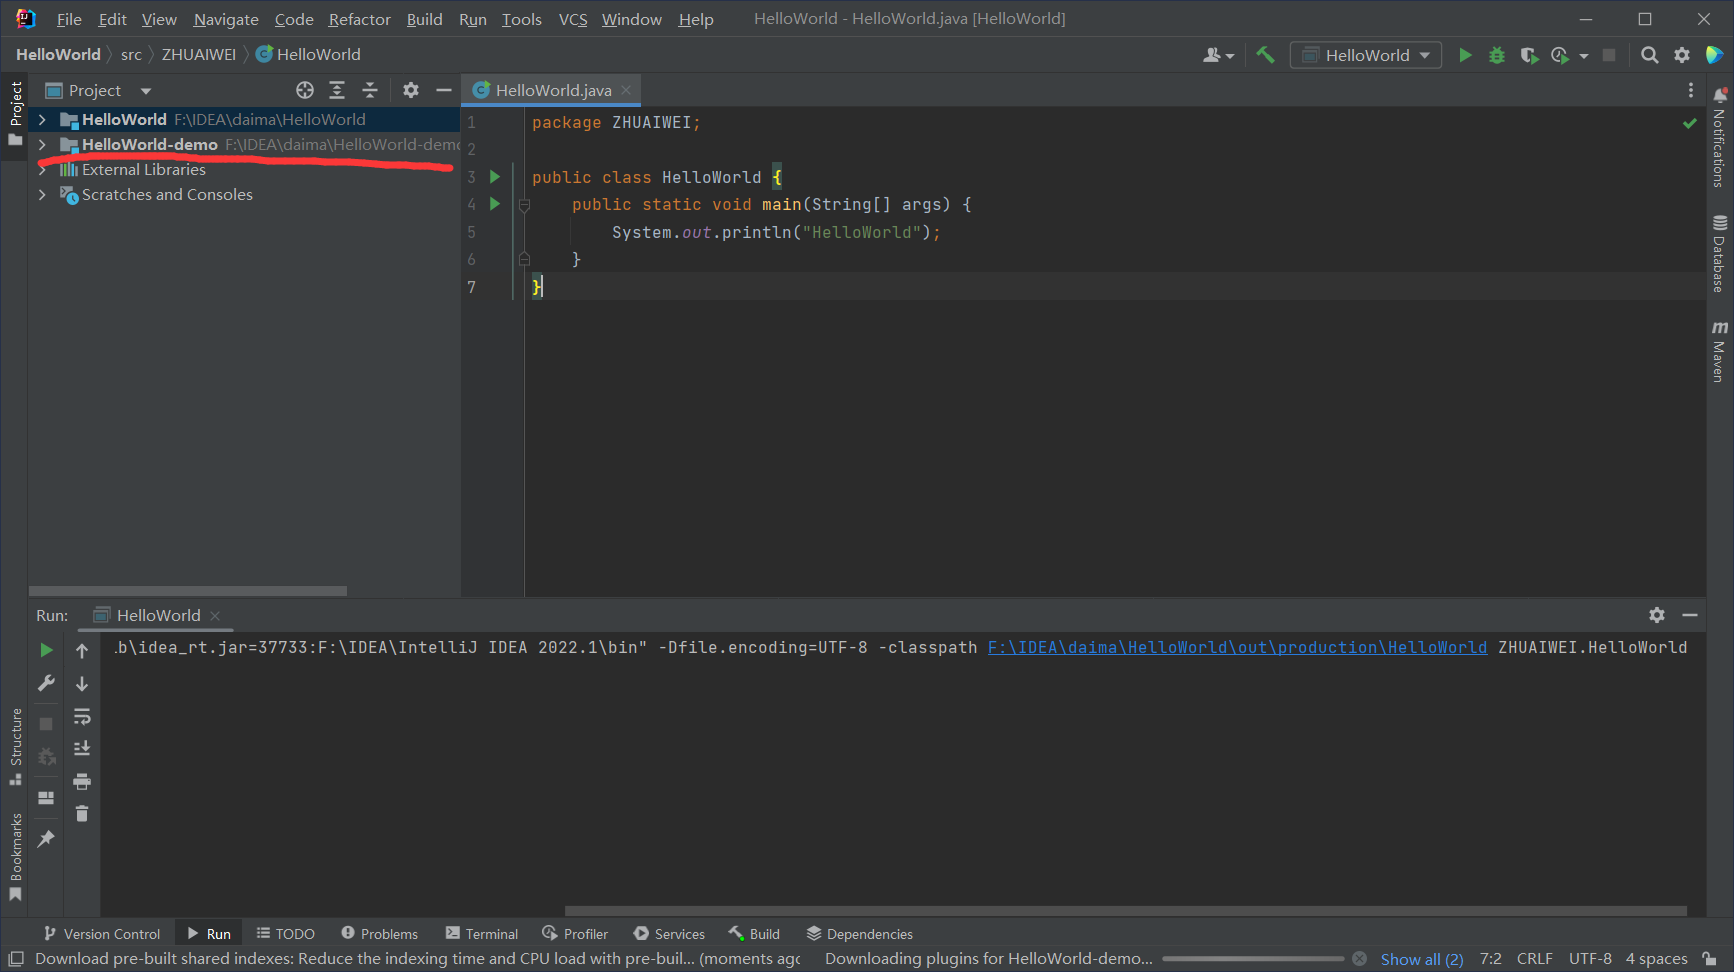 File Edit View Navigate Code Refactor Build Run Tools VCS Window Help HelloWorld - HelloWorld.java [HelloWorld]
HelloWorld src ZHUAIWEI HelloWorld
HelloWorld
Project
Project
HelloWorld.java
HelloWorld F:\IDEA\daima\HelloWorld
HelloWorld-demo F:\IDEA\daima\HelloWorld-demo
External Libraries
Scratches and Consoles
1 package ZHUAIWEI;
2
3 public class HelloWorld {
4 public static void main(String[] args) {
5 System.out.println("HelloWorld");
6 }
7 }
Notifications
Database
m Maven
Run: HelloWorld
.b\idea_rt.jar=37733:F:\IDEA\IntelliJ IDEA 2022.1\bin" -Dfile.encoding=UTF-8 -classpath F:\IDEA\daima\HelloWorld\out\production\HelloWorld ZHUAIWEI.HelloWorld
Structure
Bookmarks
Version Control Run TODO Problems Terminal Profiler Services Build Dependencies
Download pre-built shared indexes: Reduce the indexing time and CPU load with pre-buil... (moments ago Downloading plugins for HelloWorld-demo... Show all (2) 7:2 CRLF UTF-8 4 spaces